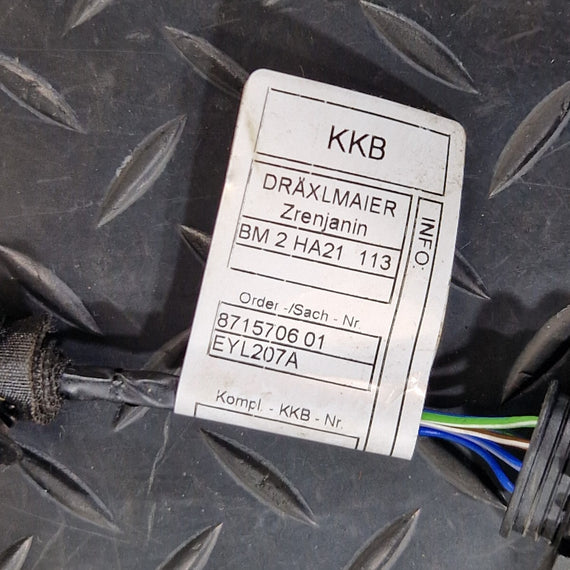 KKB
DRÄXLMAIER
Zrenjanin
BM 2 HA21 113
INFO:
Order -/Sach - Nr.
8715706 01
EYL207A
Kompl. - KKB - Nr.